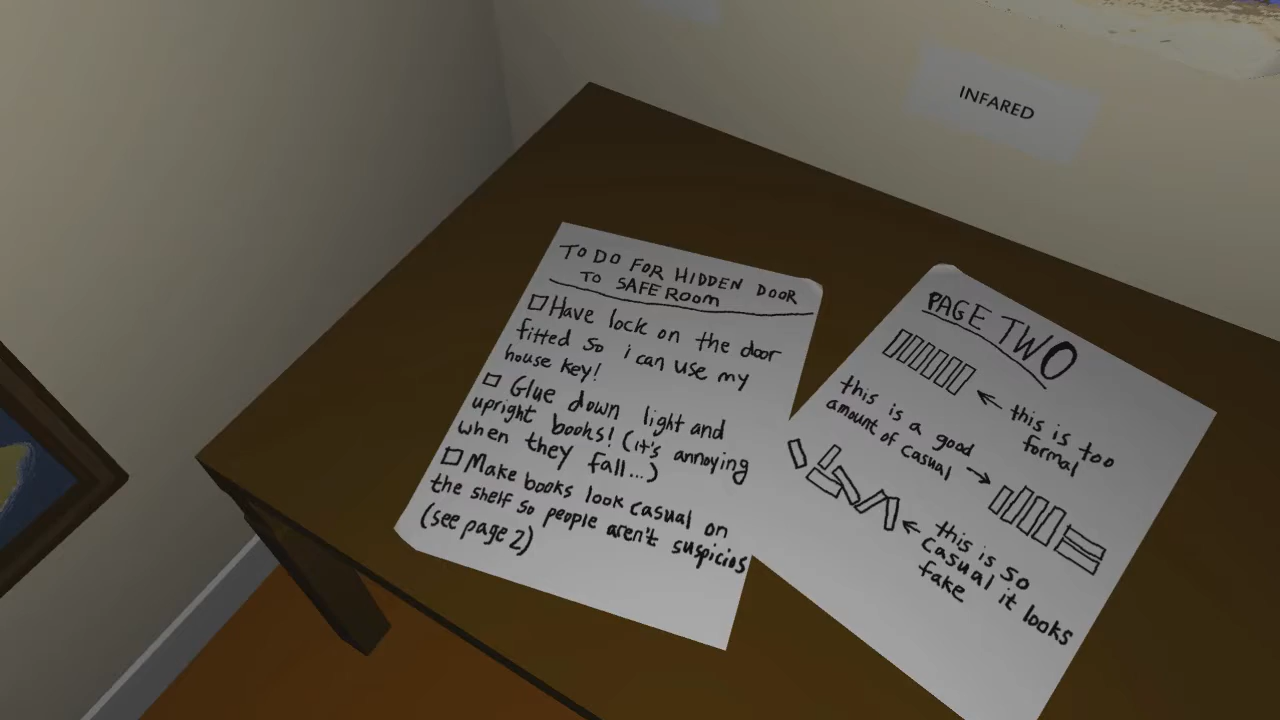 INFARED
TO DO FOR HIDDEN DOOR
TO SAFE ROOM
Have lock on the door
fitted so i can use my
house key!
Glue down light and
upright books! (it's annoying
when they fall...)
Make books look casual on
the shelf so people aren't suspicios
(see page 2)
PAGE TWO
this is too
formal
this is a good
amount of casual
this is so
casual it looks
fake